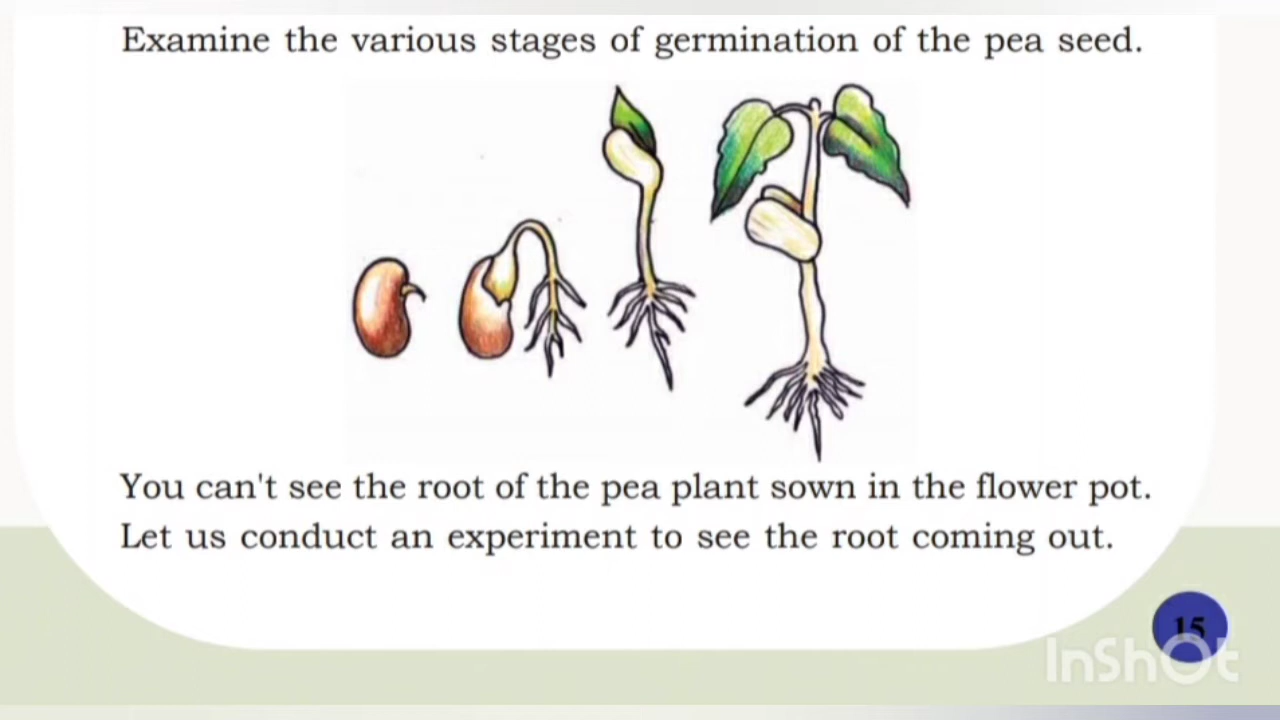 Examine the various stages of germination of the pea seed.
You can't see the root of the pea plant sown in the flower pot.
Let us conduct an experiment to see the root coming out.
15
InShOt